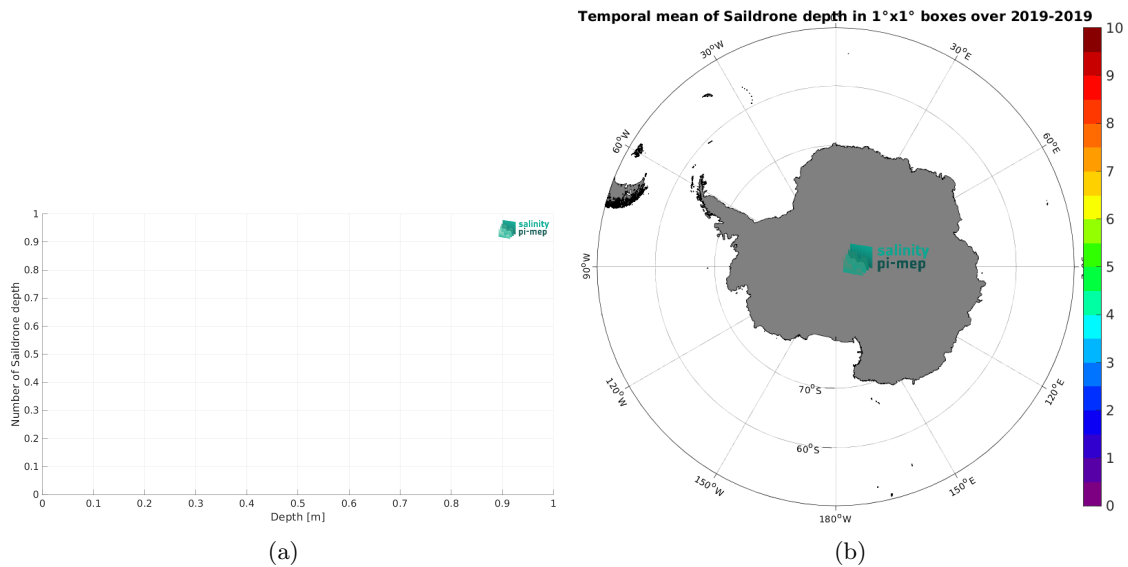 Temporal mean of Saildrone depth in 1°x1° boxes over 2019-2019
1
0.9
0.8
0.7
0.6
0.5
0.4
0.3
0.2
0.1
0
Number of Saildrone depth
salinity
pi-mep
0
0.1
0.2
0.3
0.4
0.5
0.6
0.7
0.8
0.9
1
Depth [m]
(a)
30°W
30°E
60°W
60°E
90°W
salinity
pi-mep
120°W
120°E
70°S
60°S
150°W
150°E
180°W
10
9
8
7
6
5
4
3
2
1
0
(b)